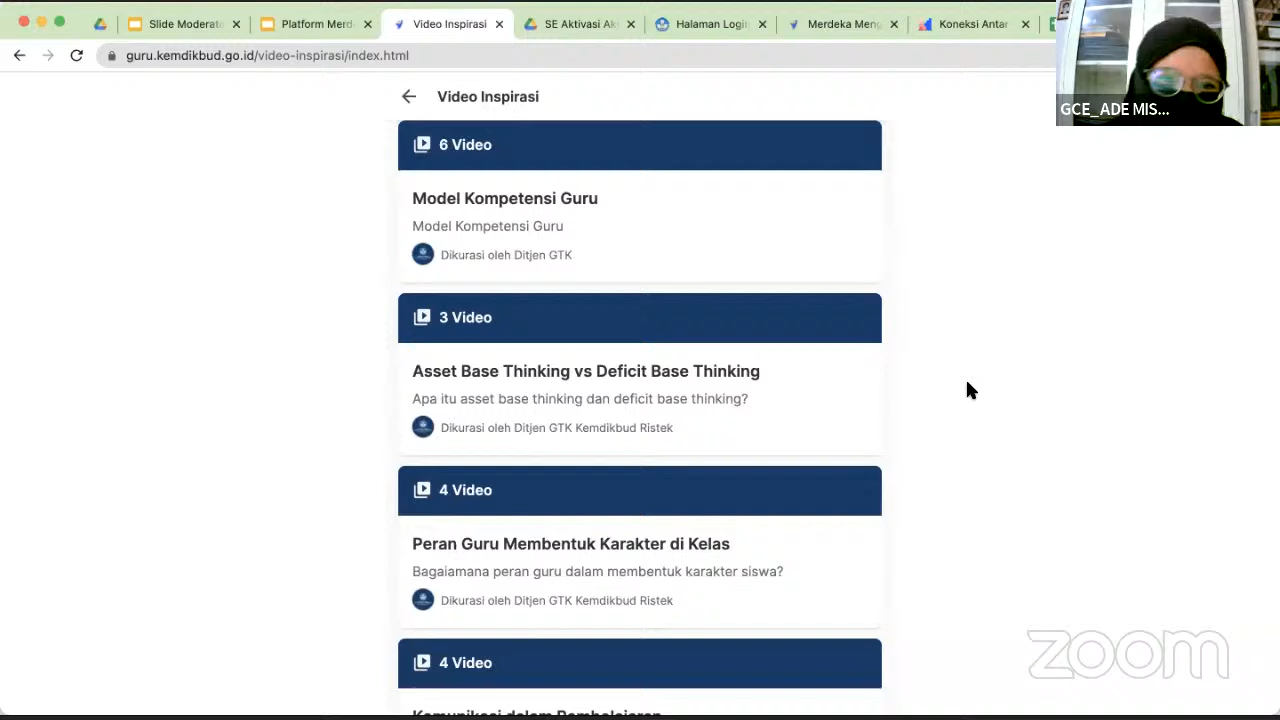 Slide Moderat
Platform Merd
Video Inspirasi
SE Aktivasi Ak
Halaman Logi
Merdeka Meng
Koneksi Antar
guru.kemdikbud.go.id/video-inspirasi/index.html
GCE_ADE MIS...
Video Inspirasi
6 Video
Model Kompetensi Guru
Model Kompetensi Guru
Dikurasi oleh Ditjen GTK
3 Video
Asset Base Thinking vs Deficit Base Thinking
Apa itu asset base thinking dan deficit base thinking?
Dikurasi oleh Ditjen GTK Kemdikbud Ristek
4 Video
Peran Guru Membentuk Karakter di Kelas
Bagaiamana peran guru dalam membentuk karakter siswa?
Dikurasi oleh Ditjen GTK Kemdikbud Ristek
4 Video
Komunikasi dalam Pembelajaran
zoom